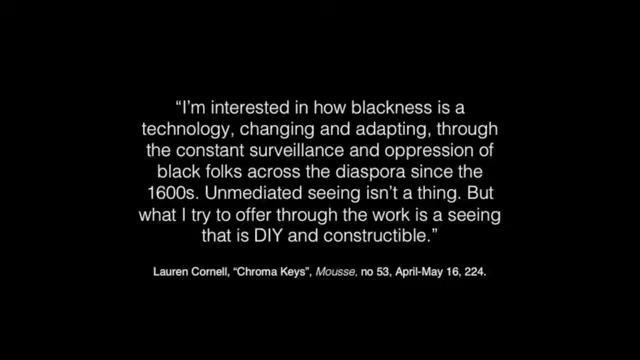 “I’m interested in how blackness is a
technology, changing and adapting, through
the constant surveillance and oppression of
black folks across the diaspora since the
1600s. Unmediated seeing isn’t a thing. But
what I try to offer through the work is a seeing
that is DIY and constructible.”
Lauren Cornell, “Chroma Keys”, Mousse, no 53, April-May 16, 224.